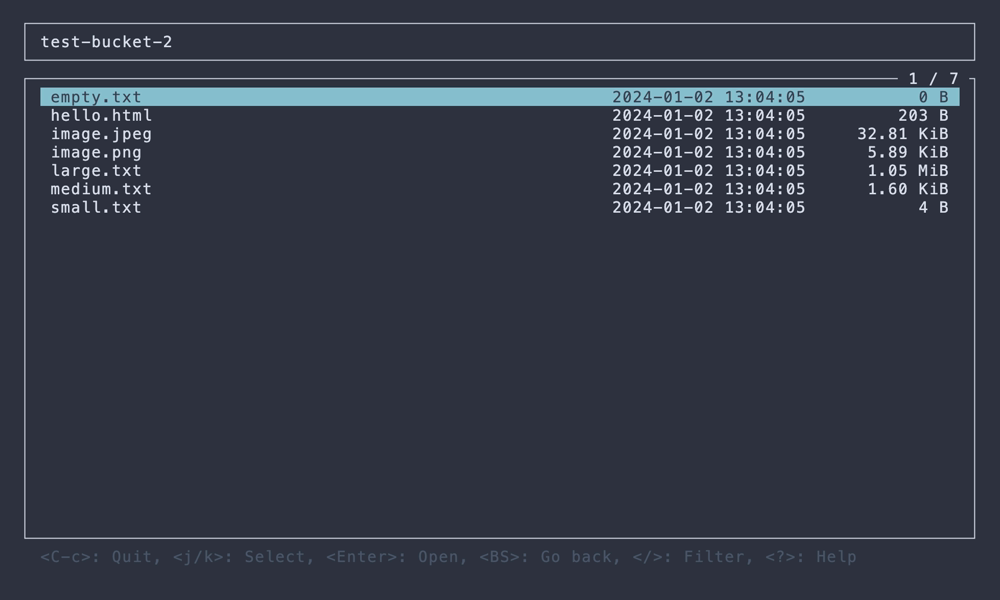 test-bucket-2
1 / 7
empty.txt 2024-01-02 13:04:05 0 B
hello.html 2024-01-02 13:04:05 203 B
image.jpeg 2024-01-02 13:04:05 32.81 KiB
image.png 2024-01-02 13:04:05 5.89 KiB
large.txt 2024-01-02 13:04:05 1.05 MiB
medium.txt 2024-01-02 13:04:05 1.60 KiB
small.txt 2024-01-02 13:04:05 4 B
<C-c>: Quit, <j/k>: Select, <Enter>: Open, <BS>: Go back, </>: Filter, <?>: Help